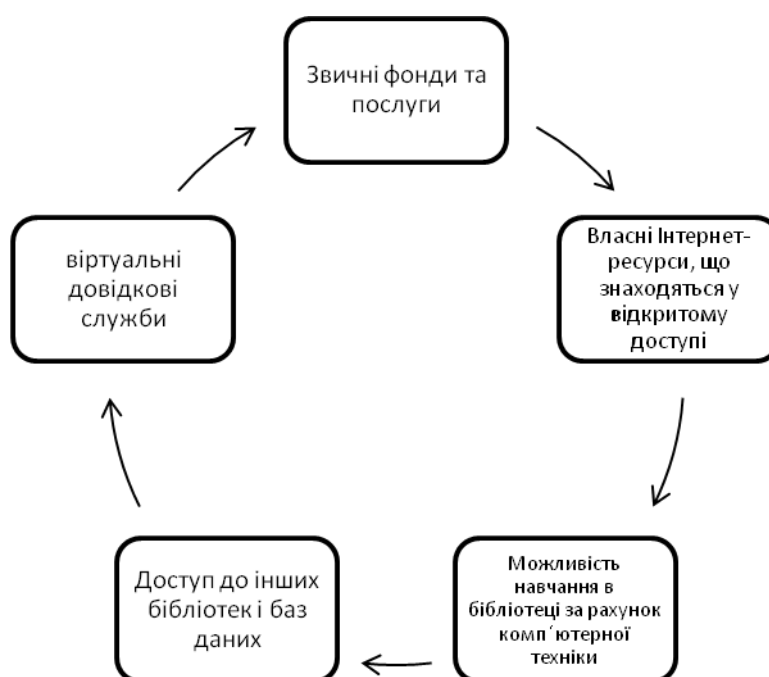 Звичні фонди та
послуги
Власні Інтернет-
ресурси, що
знаходяться у
відкритому
доступі
Можливість
навчання в
бібліотеці за рахунок
комп´ютерної
техніки
Доступ до інших
бібліотек і баз
даних
віртуальні
довідкові
служби